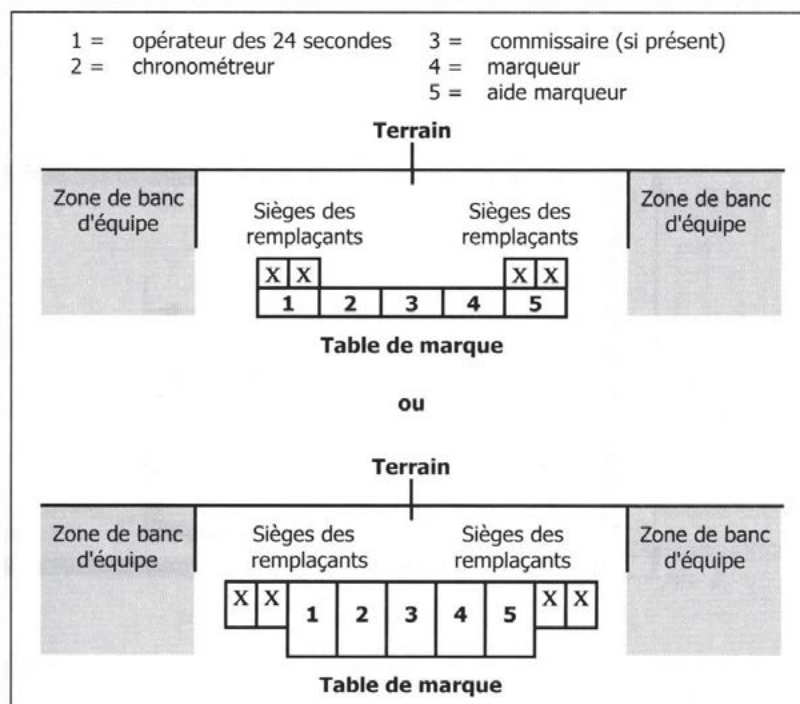 1 = opérateur des 24 secondes 3 = commissaire (si présent)
2 = chronométreur 4 = marqueur
5 = aide marqueur
Terrain
Zone de banc d'équipe
Sièges des remplaçants
Sièges des remplaçants
Zone de banc d'équipe
X X X X
1 2 3 4 5
Table de marque
ou
Terrain
Zone de banc d'équipe
Sièges des remplaçants
Sièges des remplaçants
Zone de banc d'équipe
X X 1 2 3 4 5 X X
Table de marque